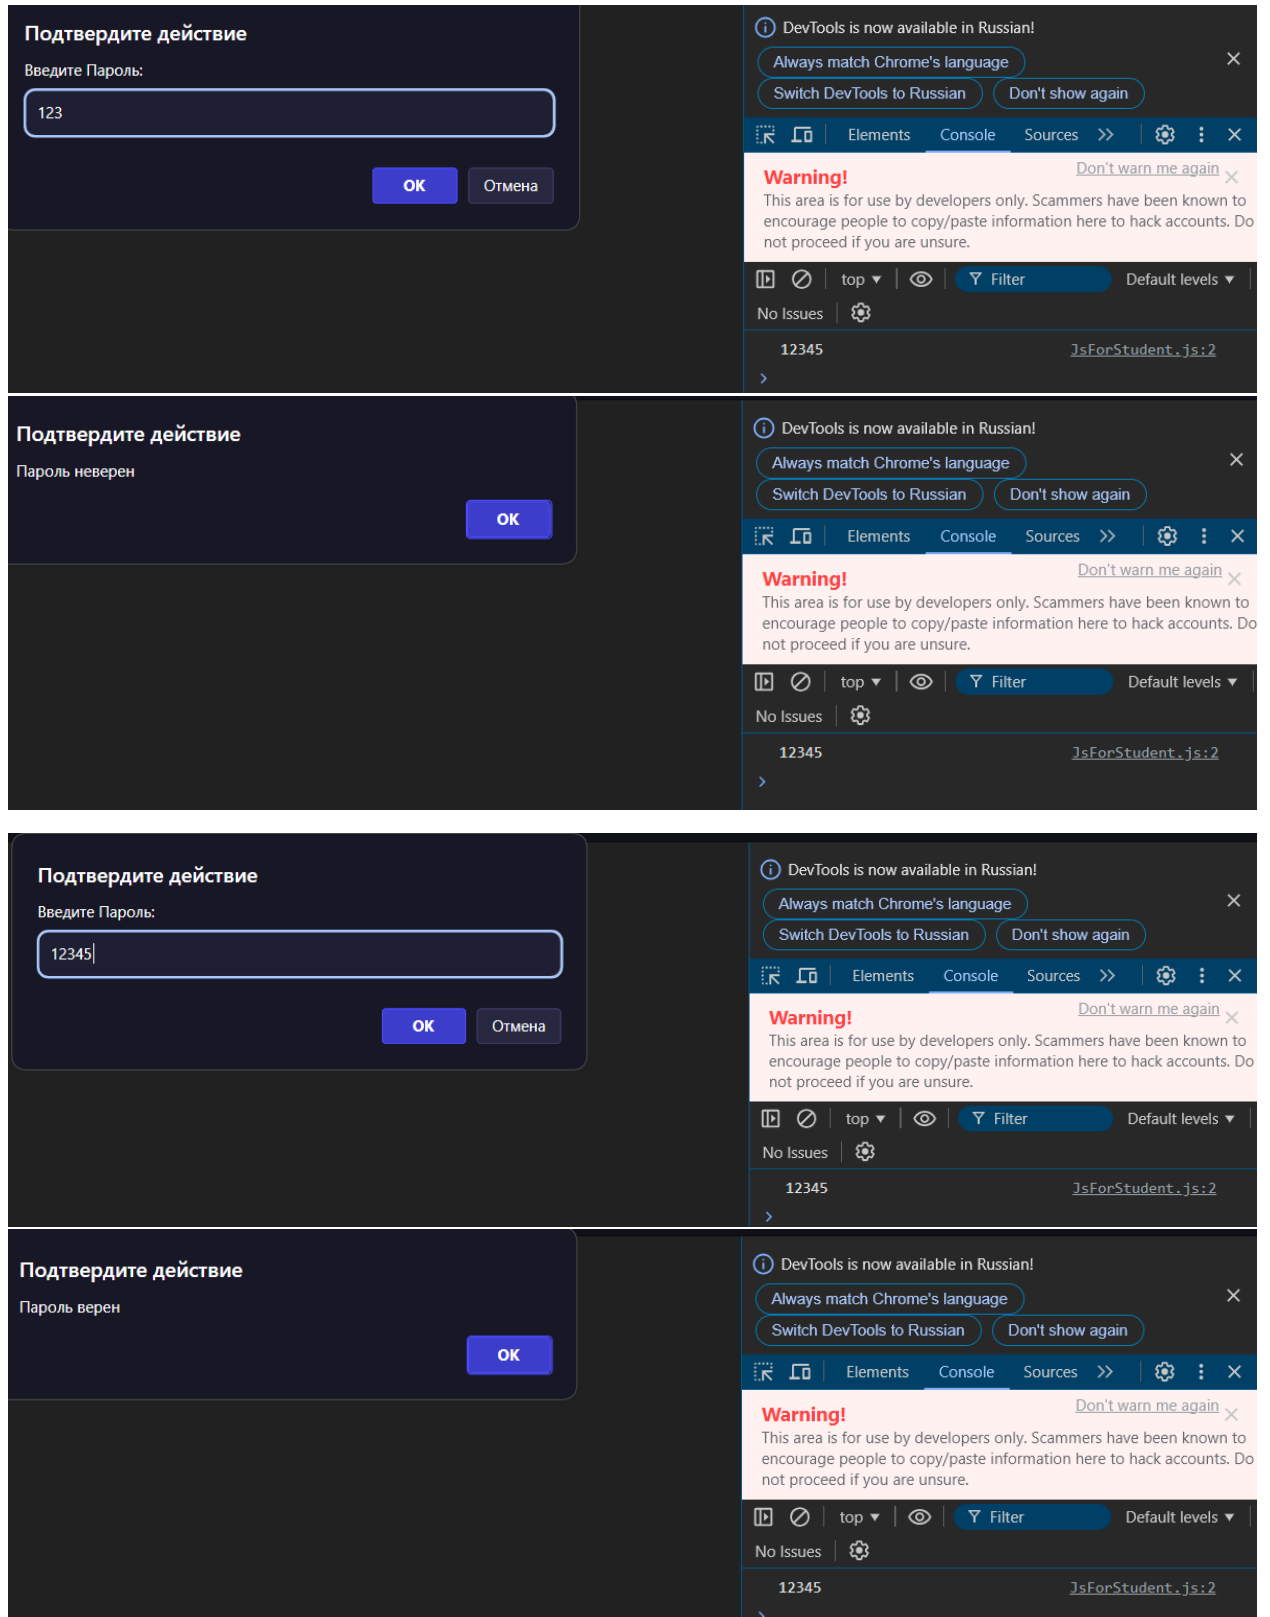 Подтвердите действие
Введите Пароль:
123
ОК
Отмена
DevTools is now available in Russian!
Always match Chrome's language
Switch DevTools to Russian
Don't show again
Elements
Console
Sources
Don't warn me again
Warning!
This area is for use by developers only. Scammers have been known to
encourage people to copy/paste information here to hack accounts. Do
not proceed if you are unsure.
top
Filter
Default levels
No Issues
12345
JsForStudent.js:2
Подтвердите действие
Пароль неверен
ОК
DevTools is now available in Russian!
Always match Chrome's language
Switch DevTools to Russian
Don't show again
Elements
Console
Sources
Don't warn me again
Warning!
This area is for use by developers only. Scammers have been known to
encourage people to copy/paste information here to hack accounts. Do
not proceed if you are unsure.
top
Filter
Default levels
No Issues
12345
JsForStudent.js:2
Подтвердите действие
Введите Пароль:
12345
ОК
Отмена
DevTools is now available in Russian!
Always match Chrome's language
Switch DevTools to Russian
Don't show again
Elements
Console
Sources
Don't warn me again
Warning!
This area is for use by developers only. Scammers have been known to
encourage people to copy/paste information here to hack accounts. Do
not proceed if you are unsure.
top
Filter
Default levels
No Issues
12345
JsForStudent.js:2
Подтвердите действие
Пароль верен
ОК
DevTools is now available in Russian!
Always match Chrome's language
Switch DevTools to Russian
Don't show again
Elements
Console
Sources
Don't warn me again
Warning!
This area is for use by developers only. Scammers have been known to
encourage people to copy/paste information here to hack accounts. Do
not proceed if you are unsure.
top
Filter
Default levels
No Issues
12345
JsForStudent.js:2